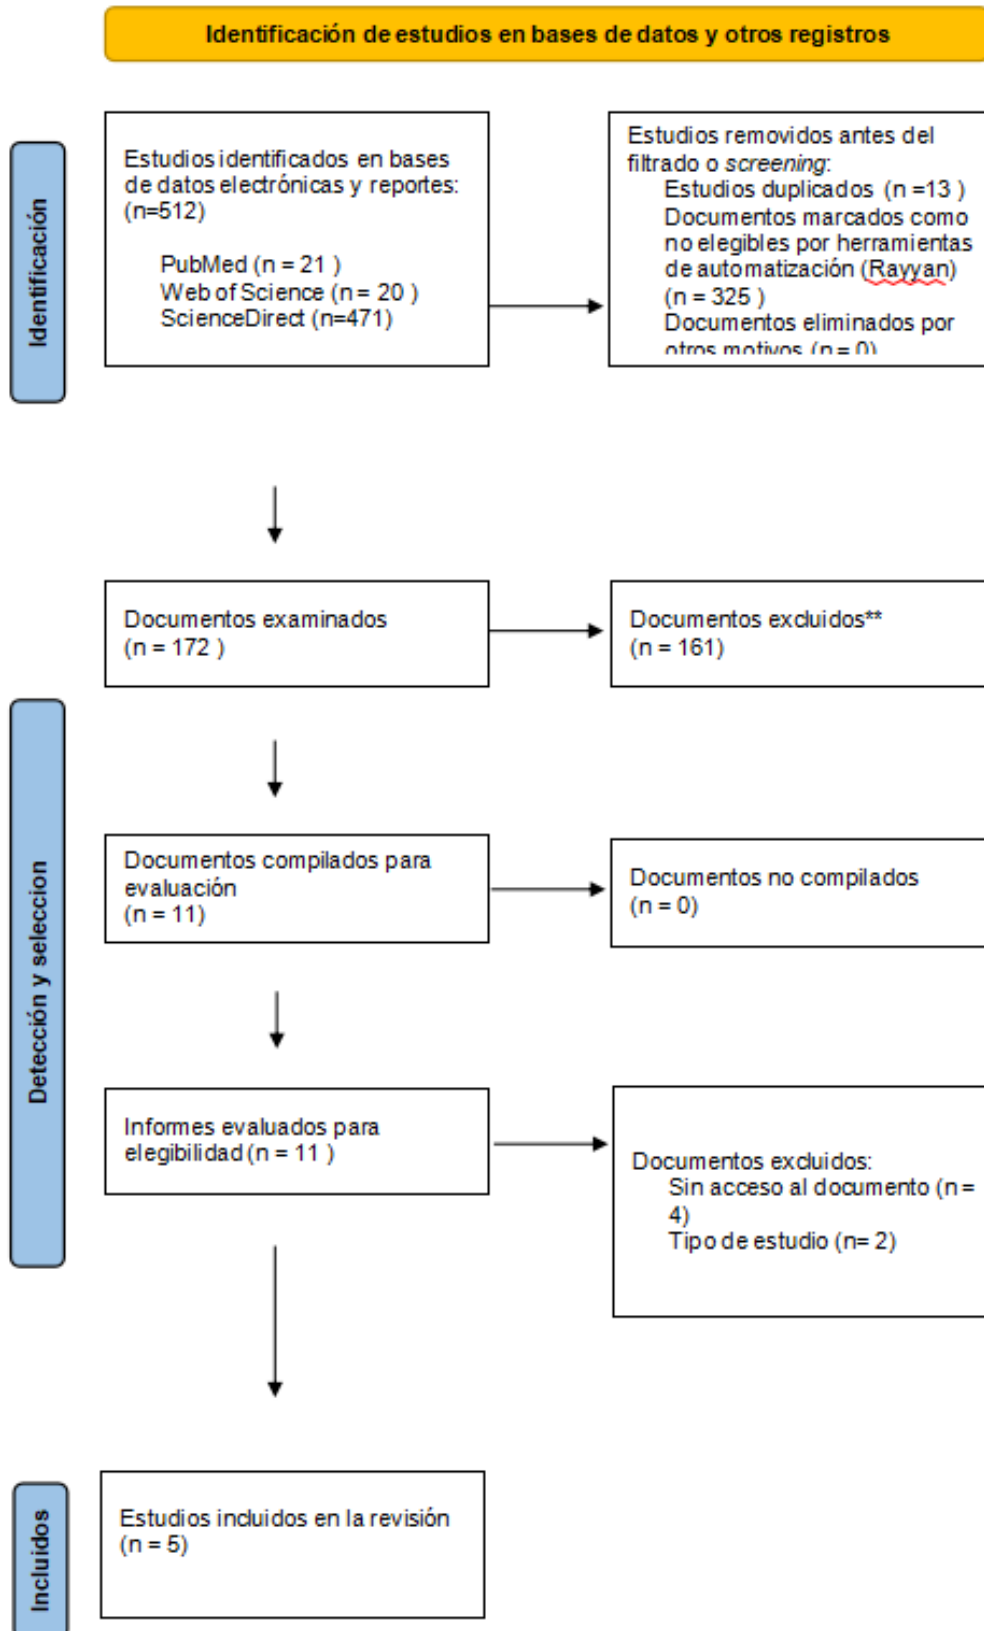 Identificación de estudios en bases de datos y otros registros
Identificación
Estudios identificados en bases
de datos electrónicas y reportes:
(n=512)
PubMed (n = 21 )
Web of Science (n = 20 )
ScienceDirect (n=471)
Estudios removidos antes del
filtrado o screening:
Estudios duplicados (n =13 )
Documentos marcados como
no elegibles por herramientas
de automatización (Rayyan)
(n = 325 )
Documentos eliminados por
otros motivos (n = 0)
Documentos examinados
(n = 172 )
Documentos excluidos**
(n = 161)
Detección y seleccion
Documentos compilados para
evaluación
(n = 11)
Documentos no compilados
(n = 0)
Informes evaluados para
elegibilidad (n = 11 )
Documentos excluidos:
Sin acceso al documento (n =
4)
Tipo de estudio (n= 2)
Incluidos
Estudios incluidos en la revisión
(n = 5)